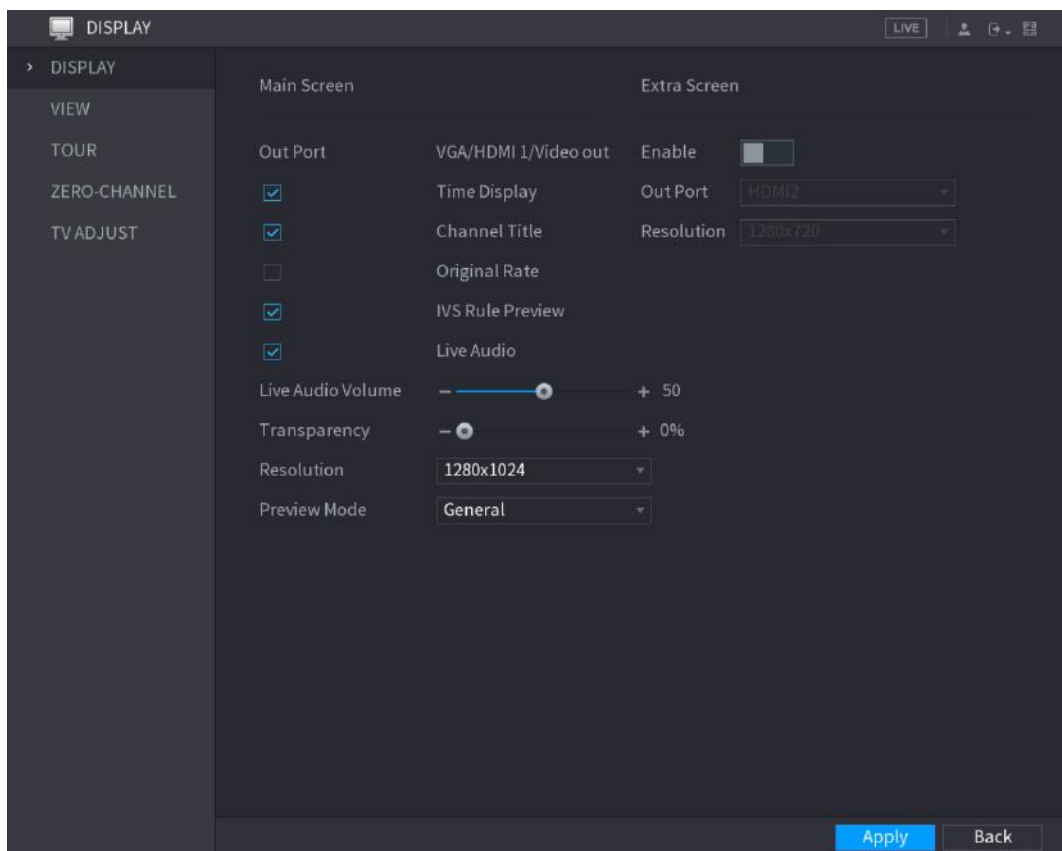 DISPLAY
LIVE
DISPLAY
VIEW
TOUR
ZERO-CHANNEL
TV ADJUST
Main Screen
Extra Screen
Out Port VGA/HDMI 1/Video out
Enable
Time Display
Out Port HDMI2
Channel Title
Resolution 1280x720
Original Rate
IVS Rule Preview
Live Audio
Live Audio Volume − + 50
Transparency − + 0%
Resolution 1280x1024
Preview Mode General
Apply
Back